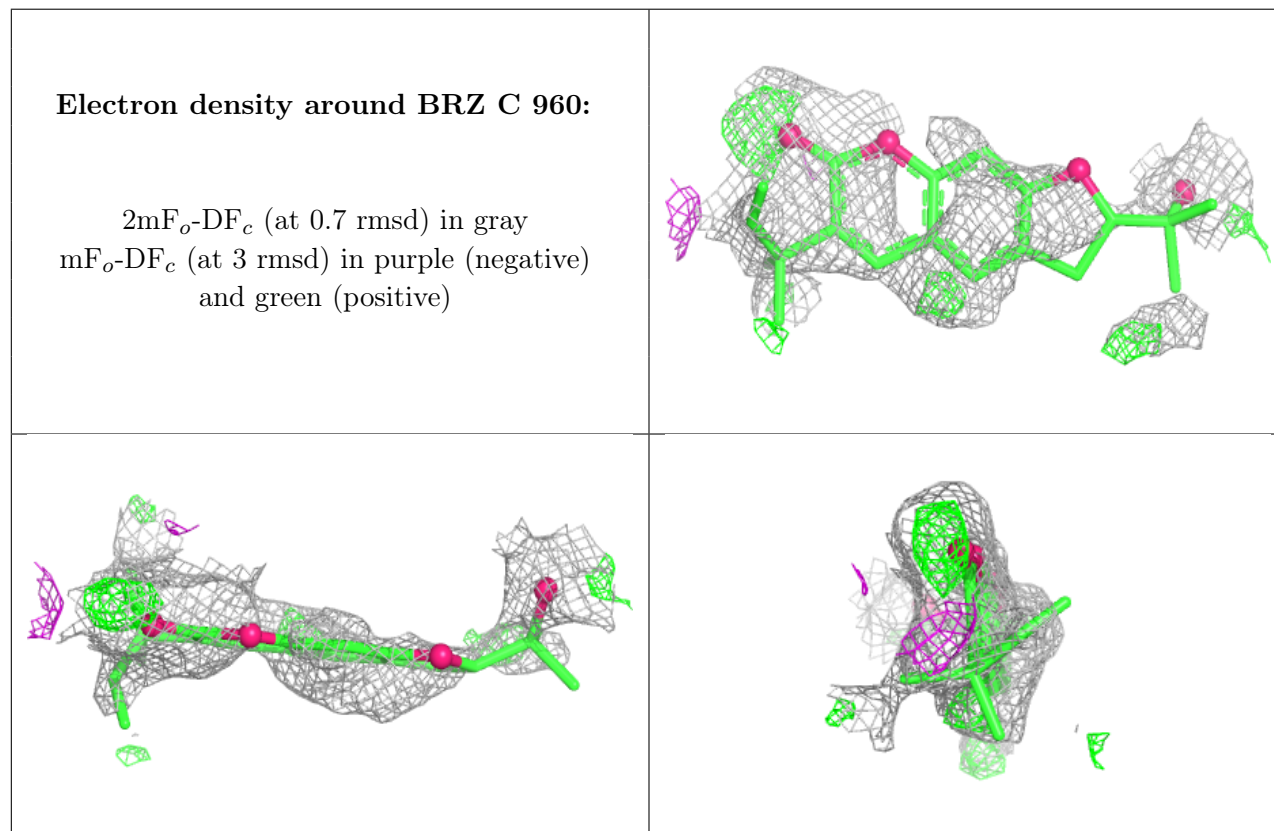 Electron density around BRZ C 960:
2mFo-DFc (at 0.7 rmsd) in gray
mFo-DFc (at 3 rmsd) in purple (negative)
and green (positive)